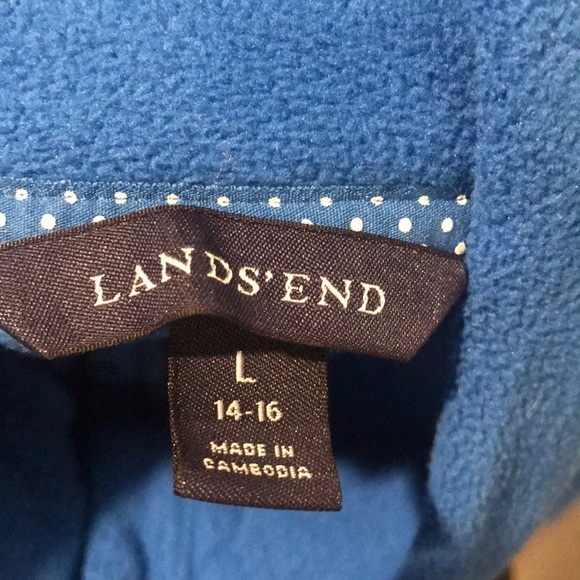 LANDS' END
L
14-16
MADE IN
CAMBODIA